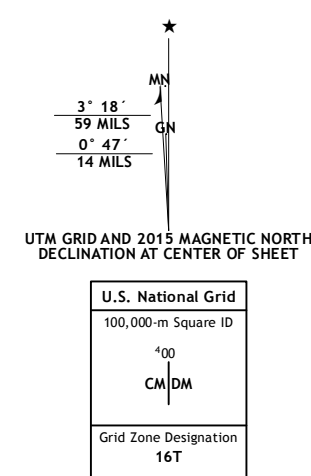 MN
3° 18´
59 MILS
GN
0° 47´
14 MILS
UTM GRID AND 2015 MAGNETIC NORTH
DECLINATION AT CENTER OF SHEET
U.S. National Grid
100,000-m Square ID
⁴00
CM DM
Grid Zone Designation
16T